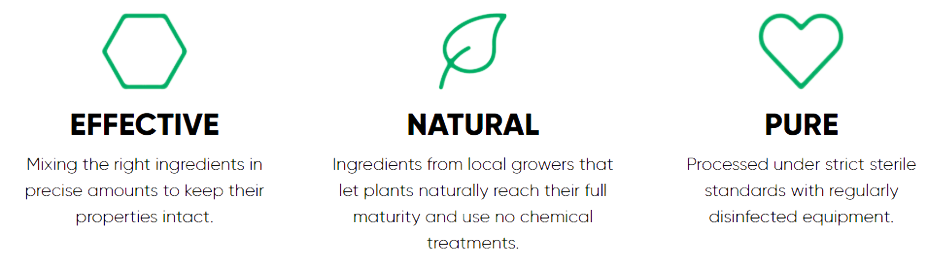 EFFECTIVE
Mixing the right ingredients in
precise amounts to keep their
properties intact.
NATURAL
Ingredients from local growers that
let plants naturally reach their full
maturity and use no chemical
treatments.
PURE
Processed under strict sterile
standards with regularly
disinfected equipment.